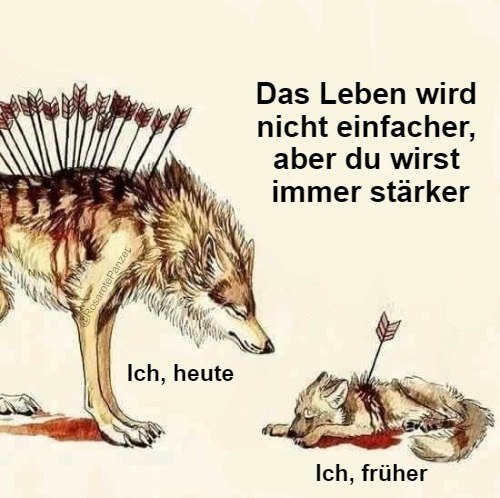 Das Leben wird
nicht einfacher,
aber du wirst
immer stärker
@RosarotePanzer
Ich, heute
Ich, früher